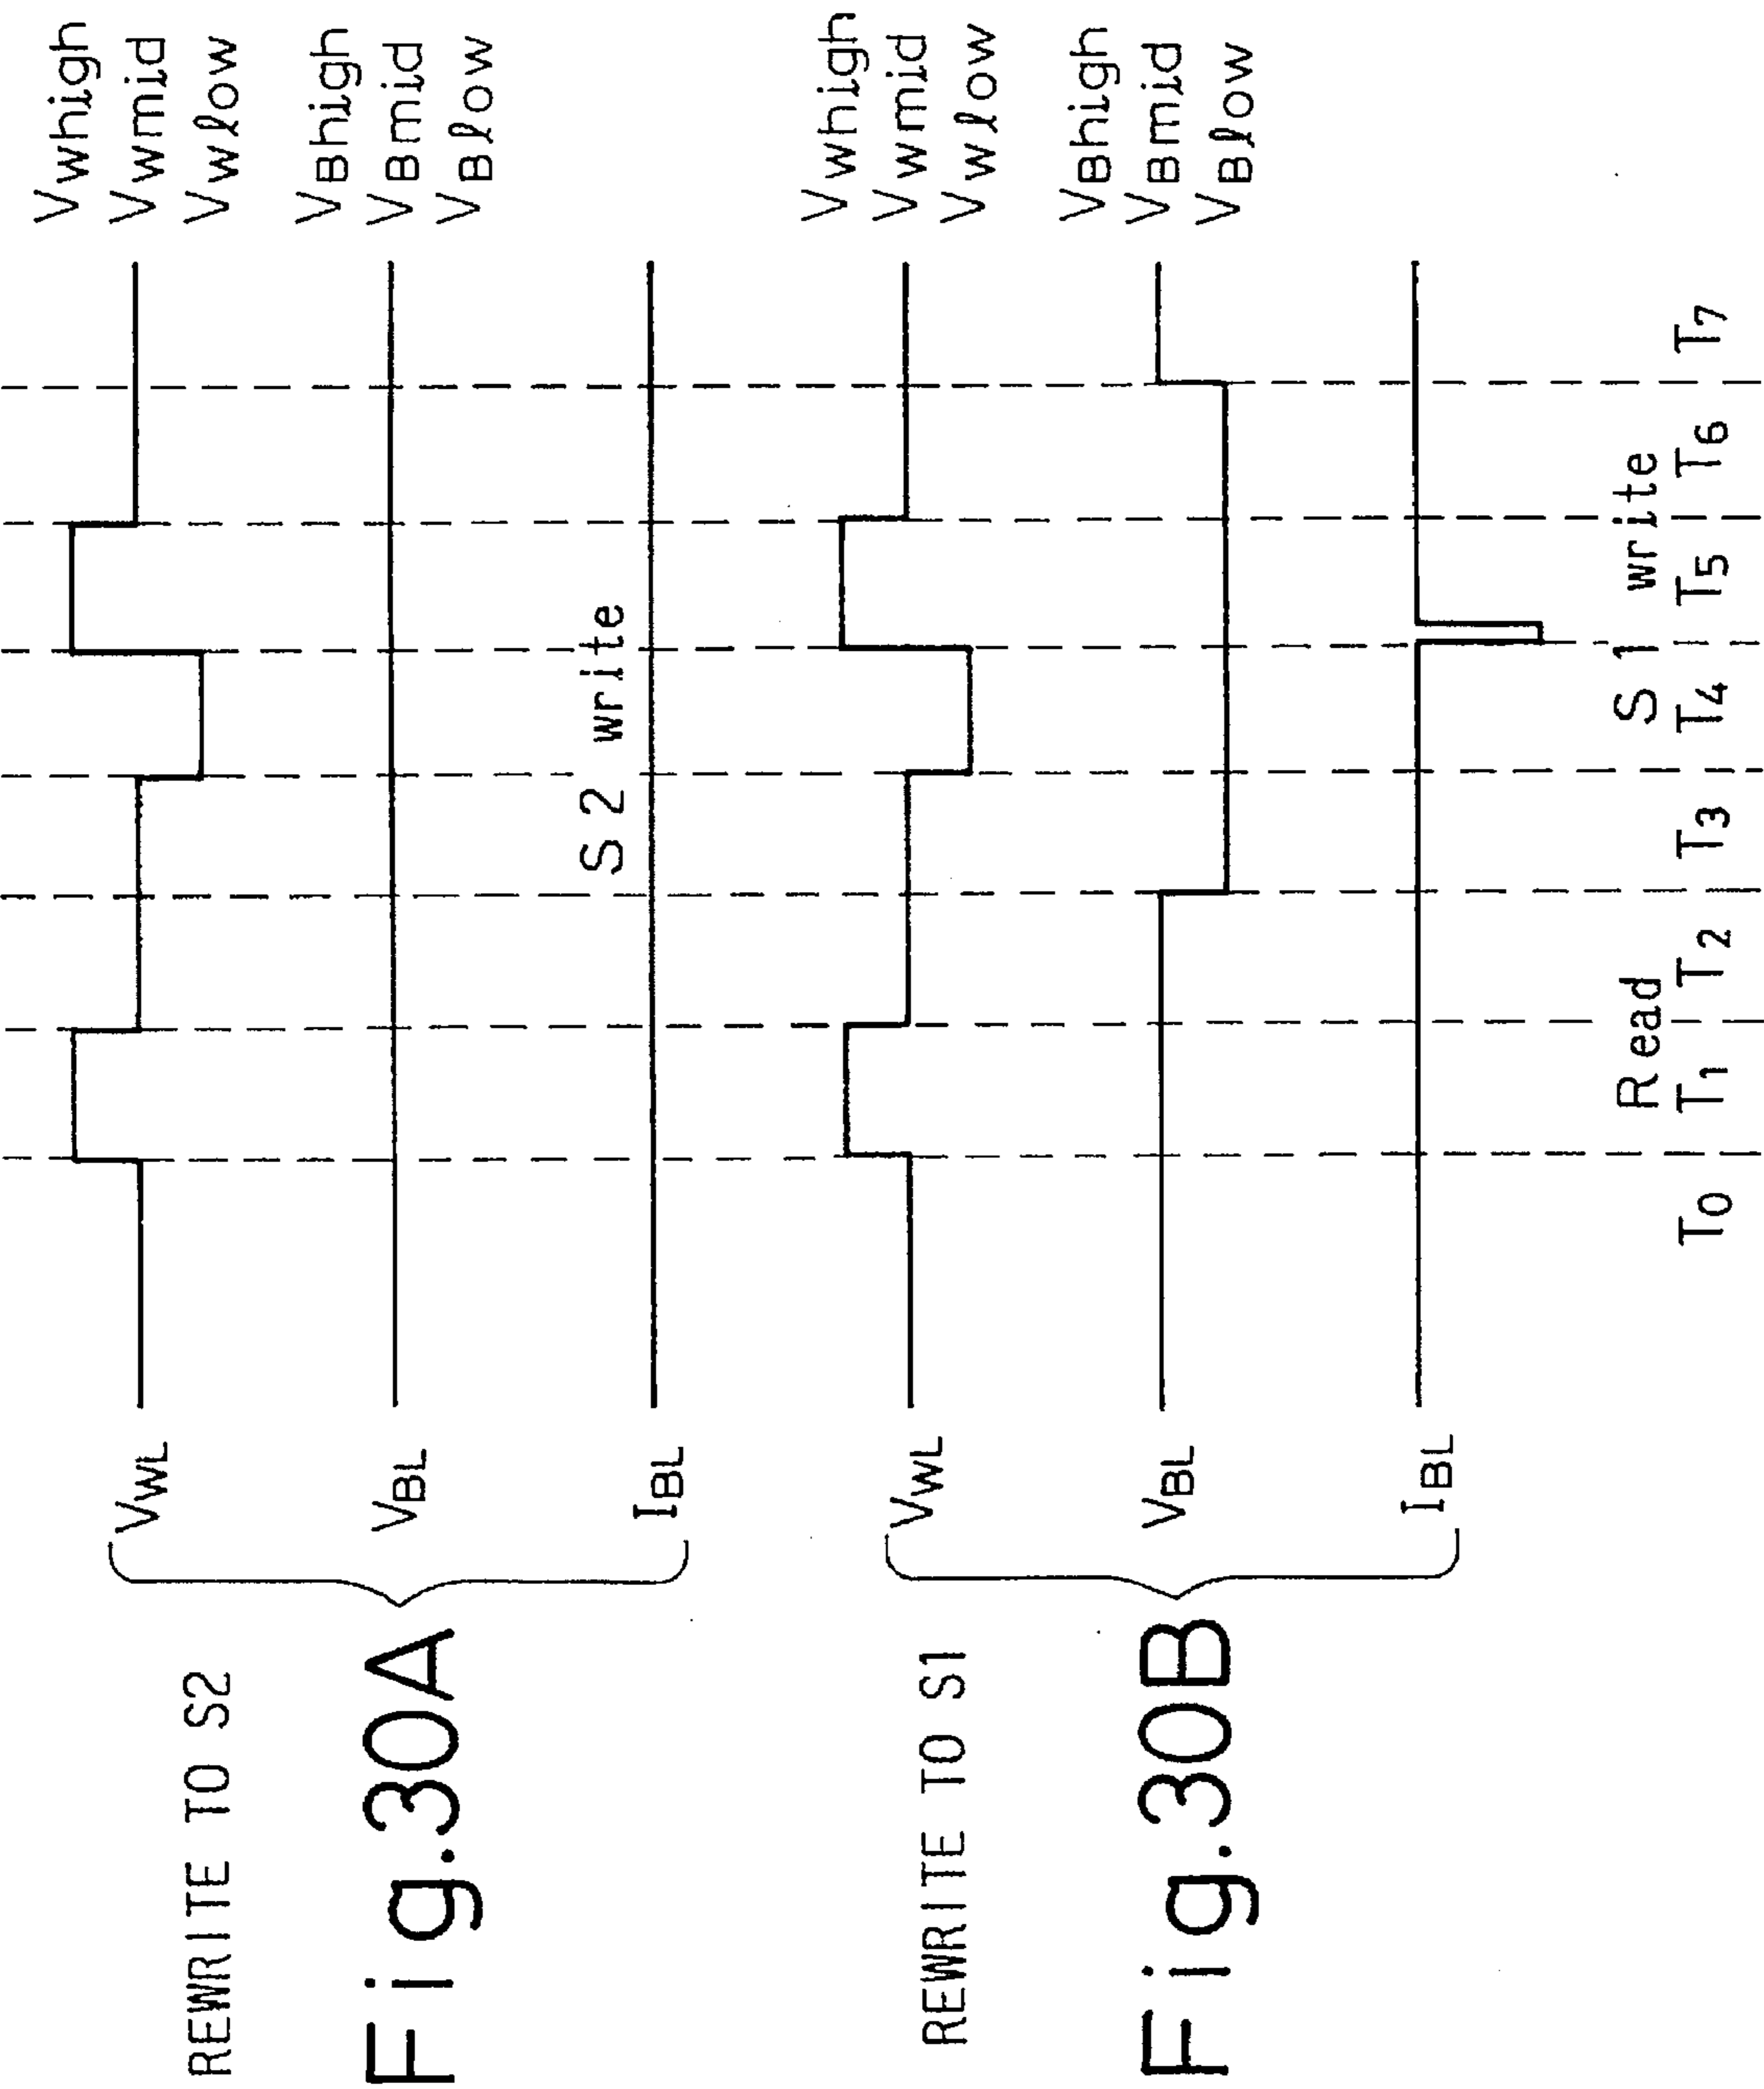 REWRITE TO S2
Fig.30A
VWL VWhigh
VWmid
VWlow
VBL VBhigh
VBmid
VBlow
S2 write
IBL
REWRITE TO S1
Fig.30B
VWL VWhigh
VWmid
VWlow
VBL VBhigh
VBmid
VBlow
IBL
Read S1 write
T0 T1 T2 T3 T4 T5 T6 T7